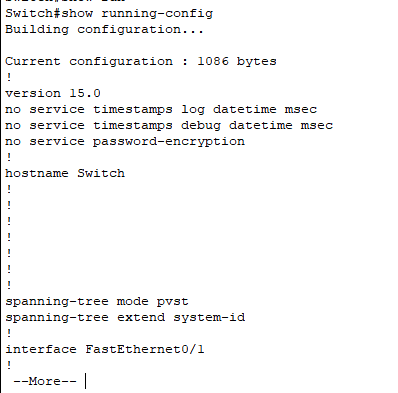 Switch#show running-config
Building configuration...
Current configuration : 1086 bytes
!
version 15.0
no service timestamps log datetime msec
no service timestamps debug datetime msec
no service password-encryption
!
hostname Switch
!
!
!
!
!
!
!
spanning-tree mode pvst
spanning-tree extend system-id
!
interface FastEthernet0/1
!
--More--